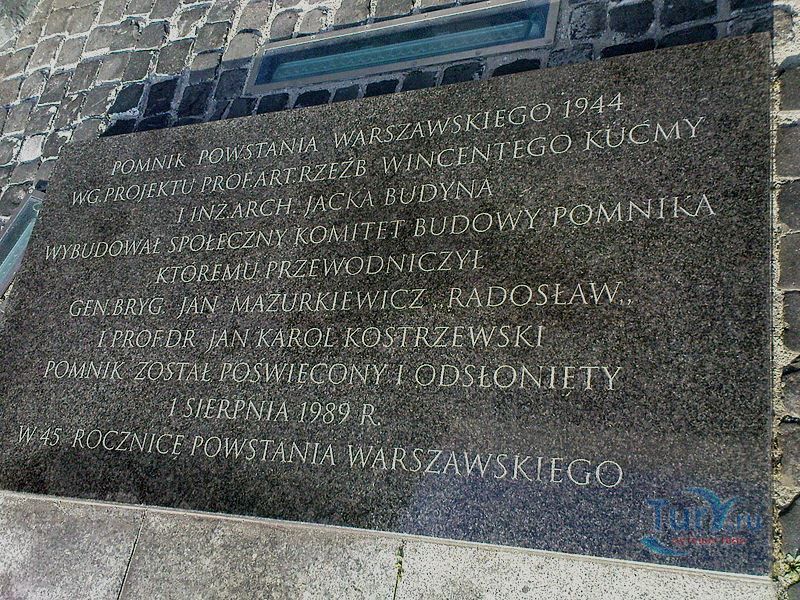 POMNIK POWSTANIA WARSZAWSKIEGO 1944
WG.PROJEKTU PROF.ART.RZEŹB WINCENTEGO KUĆMY
I INŻ.ARCH. JACKA BUDYNA
WYBUDOWAŁ SPOŁECZNY KOMITET BUDOWY POMNIKA
KTÓREMU PRZEWODNICZYŁ
GEN.BRYG. JAN MAZURKIEWICZ „RADOSŁAW„
I PROF.DR JAN KAROL KOSTRZEWSKI
POMNIK ZOSTAŁ POŚWIĘCONY I ODSŁONIĘTY
1 SIERPNIA 1989 R.
W 45 ROCZNICĘ POWSTANIA WARSZAWSKIEGO
Tury.ru